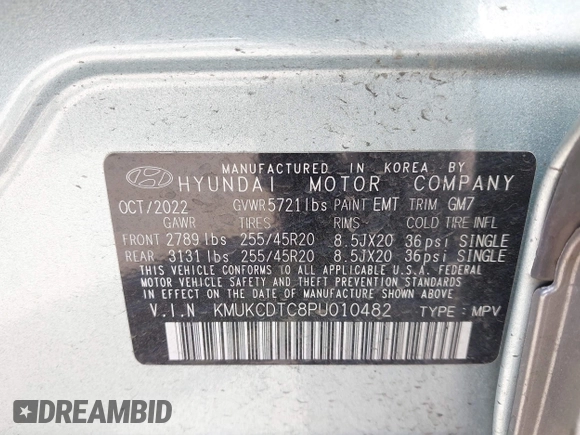 MANUFACTURED IN KOREA BY
HYUNDAI MOTOR COMPANY
OCT/2022 GVWR 5721lbs PAINT EMT TRIM GM7
GAWR TIRES RIMS COLD TIRE INFL
FRONT 2789lbs 255/45R20 8.5JX20 36psi SINGLE
REAR 3131lbs 255/45R20 8.5JX20 36psi SINGLE
THIS VEHICLE CONFORMS TO ALL APPLICABLE U.S.A. FEDERAL
MOTOR VEHICLE SAFETY AND THEFT PREVENTION STANDARDS
IN EFFECT ON THE DATE OF MANUFACTURE SHOWN ABOVE.
V.I.N KMUKCDTC8PU010482 TYPE: MPV
DREAMBID